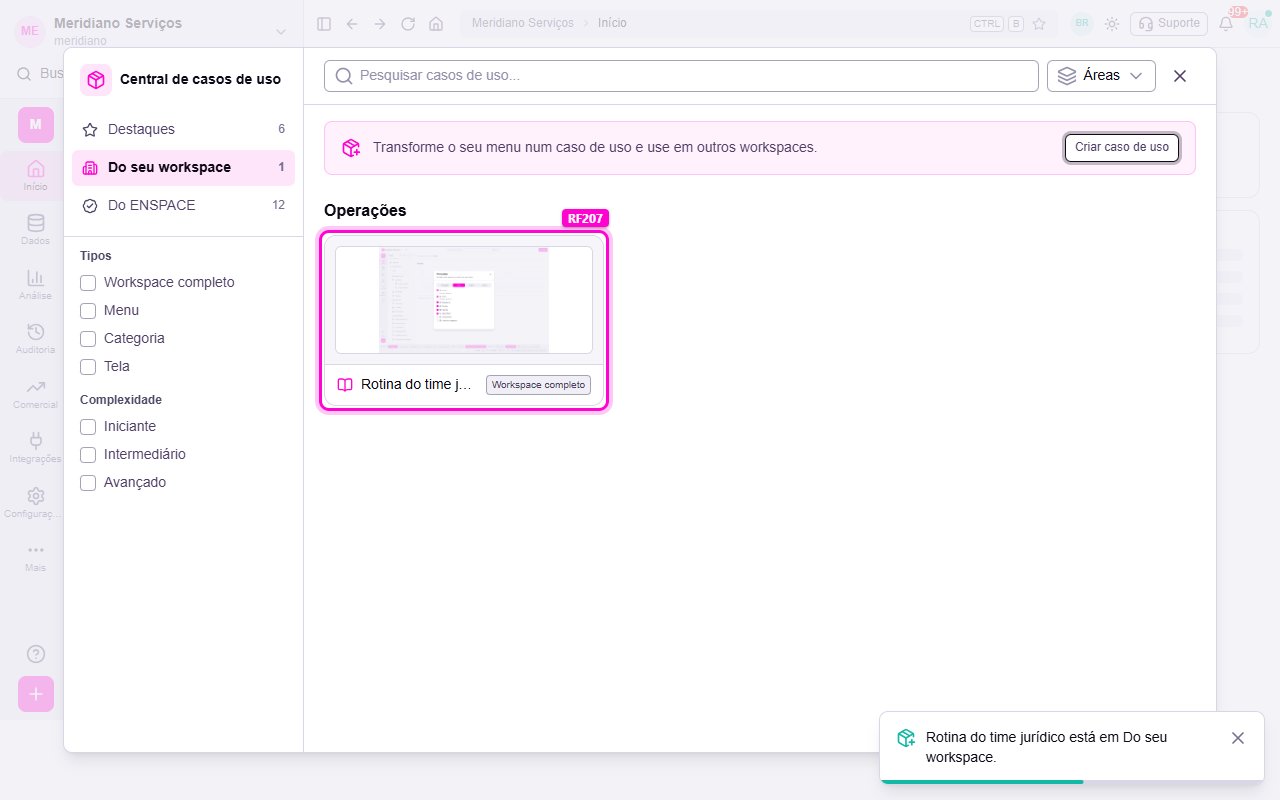 ME
Meridiano Serviços
meridiano
Meridiano Serviços
Início
CTRL
B
BR
Suporte
99+
RA
Bus
Central de casos de uso
Pesquisar casos de uso...
Áreas
M
Início
Dados
Análise
Auditoria
Comercial
Integrações
Configuraç...
Mais
Destaques
6
Do seu workspace
1
Do ENSPACE
12
Tipos
Workspace completo
Menu
Categoria
Tela
Complexidade
Iniciante
Intermediário
Avançado
Transforme o seu menu num caso de uso e use em outros workspaces.
Criar caso de uso
Operações
RF207
Rotina do time j...
Workspace completo
Rotina do time jurídico está em Do seu
workspace.